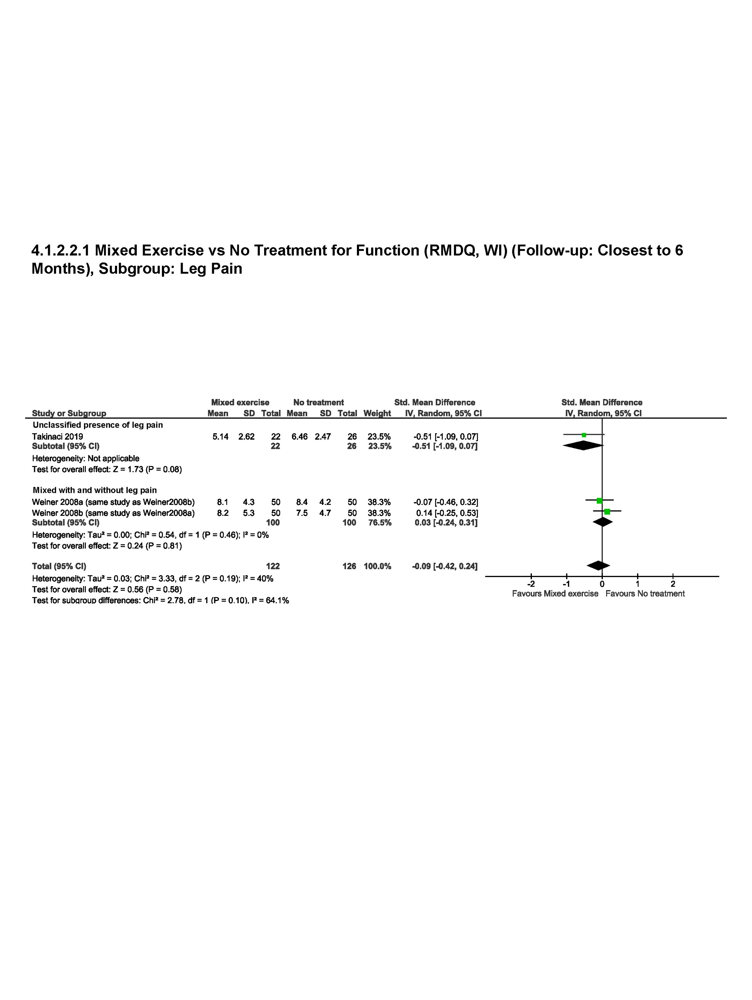 4.1.2.2.1 Mixed Exercise vs No Treatment for Function (RMDQ, WI) (Follow-up: Closest to 6
Months), Subgroup: Leg Pain
Mixed exercise No treatment Std. Mean Difference Std. Mean Difference
Study or Subgroup Mean SD Total Mean SD Total Weight IV, Random, 95% CI IV, Random, 95% CI
Unclassified presence of leg pain
Takinaci 2019 5.14 2.62 22 6.46 2.47 26 23.5% -0.51 [-1.09, 0.07]
Subtotal (95% CI) 22 26 23.5% -0.51 [-1.09, 0.07]
Heterogeneity: Not applicable
Test for overall effect: Z = 1.73 (P = 0.08)
Mixed with and without leg pain
Weiner 2008a (same study as Weiner2008b) 8.1 4.3 50 8.4 4.2 50 38.3% -0.07 [-0.46, 0.32]
Weiner 2008b (same study as Weiner2008a) 8.2 5.3 50 7.5 4.7 50 38.3% 0.14 [-0.25, 0.53]
Subtotal (95% CI) 100 100 76.5% 0.03 [-0.24, 0.31]
Heterogeneity: Tau² = 0.00; Chi² = 0.54, df = 1 (P = 0.46); I² = 0%
Test for overall effect: Z = 0.24 (P = 0.81)
Total (95% CI) 122 126 100.0% -0.09 [-0.42, 0.24]
Heterogeneity: Tau² = 0.03; Chi² = 3.33, df = 2 (P = 0.19); I² = 40%
Test for overall effect: Z = 0.56 (P = 0.58)
Test for subgroup differences: Chi² = 2.78, df = 1 (P = 0.10), I² = 64.1%
-2 -1 0 1 2
Favours Mixed exercise Favours No treatment